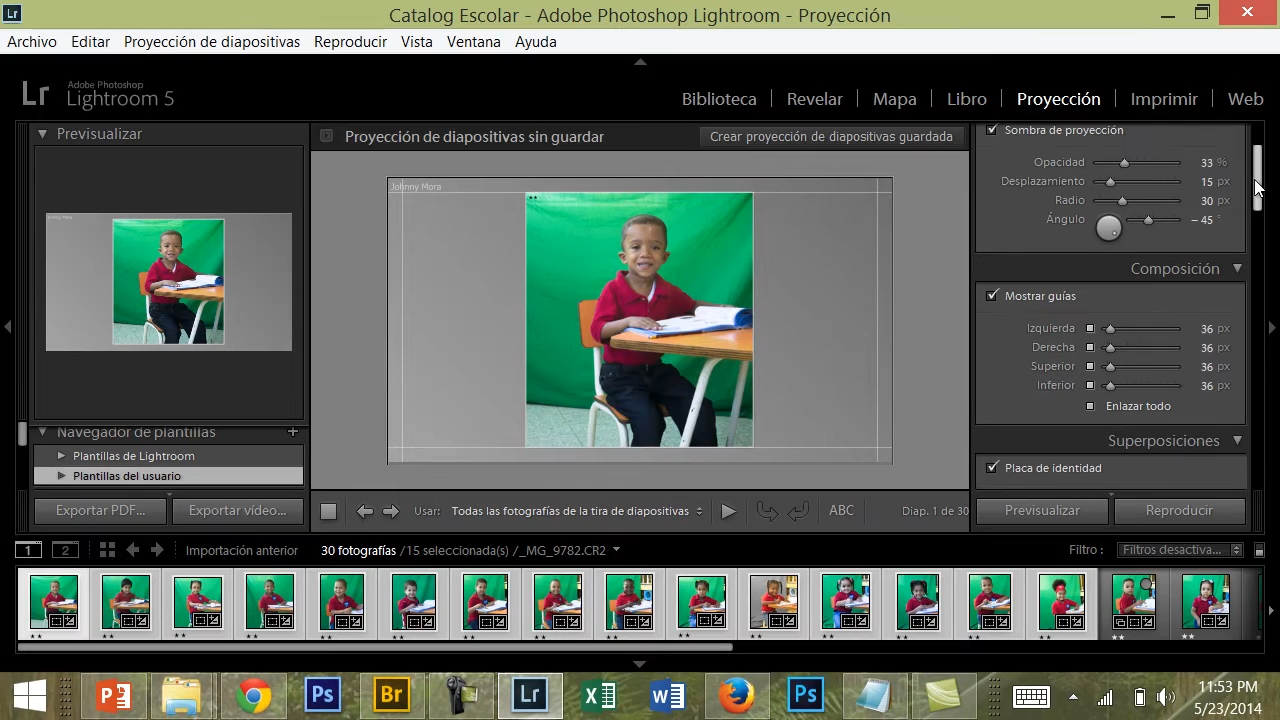 Lr
Catalog Escolar - Adobe Photoshop Lightroom - Proyección
Archivo Editar Proyección de diapositivas Reproducir Vista Ventana Ayuda
Lr Adobe Photoshop
Lightroom 5
Biblioteca | Revelar | Mapa | Libro | Proyección | Imprimir | Web
Previsualizar
Proyección de diapositivas sin guardar
Crear proyección de diapositivas guardada
Johnny Mora
Sombra de proyección
Opacidad 33 %
Desplazamiento 15 px
Radio 30 px
Ángulo – 45 °
Composición
Mostrar guías
Izquierda 36 px
Derecha 36 px
Superior 36 px
Inferior 36 px
Enlazar todo
Superposiciones
Placa de identidad
Navegador de plantillas +
Plantillas de Lightroom
Plantillas del usuario
Exportar PDF... Exportar vídeo...
Usar: Todas las fotografías de la tira de diapositivas ABC Diap. 1 de 30
Previsualizar Reproducir
1 2 Importación anterior 30 fotografías /15 seleccionada(s) /_MG_9782.CR2 Filtro : Filtros desactiva...
Ps Br Lr Ps
11:53 PM
5/23/2014